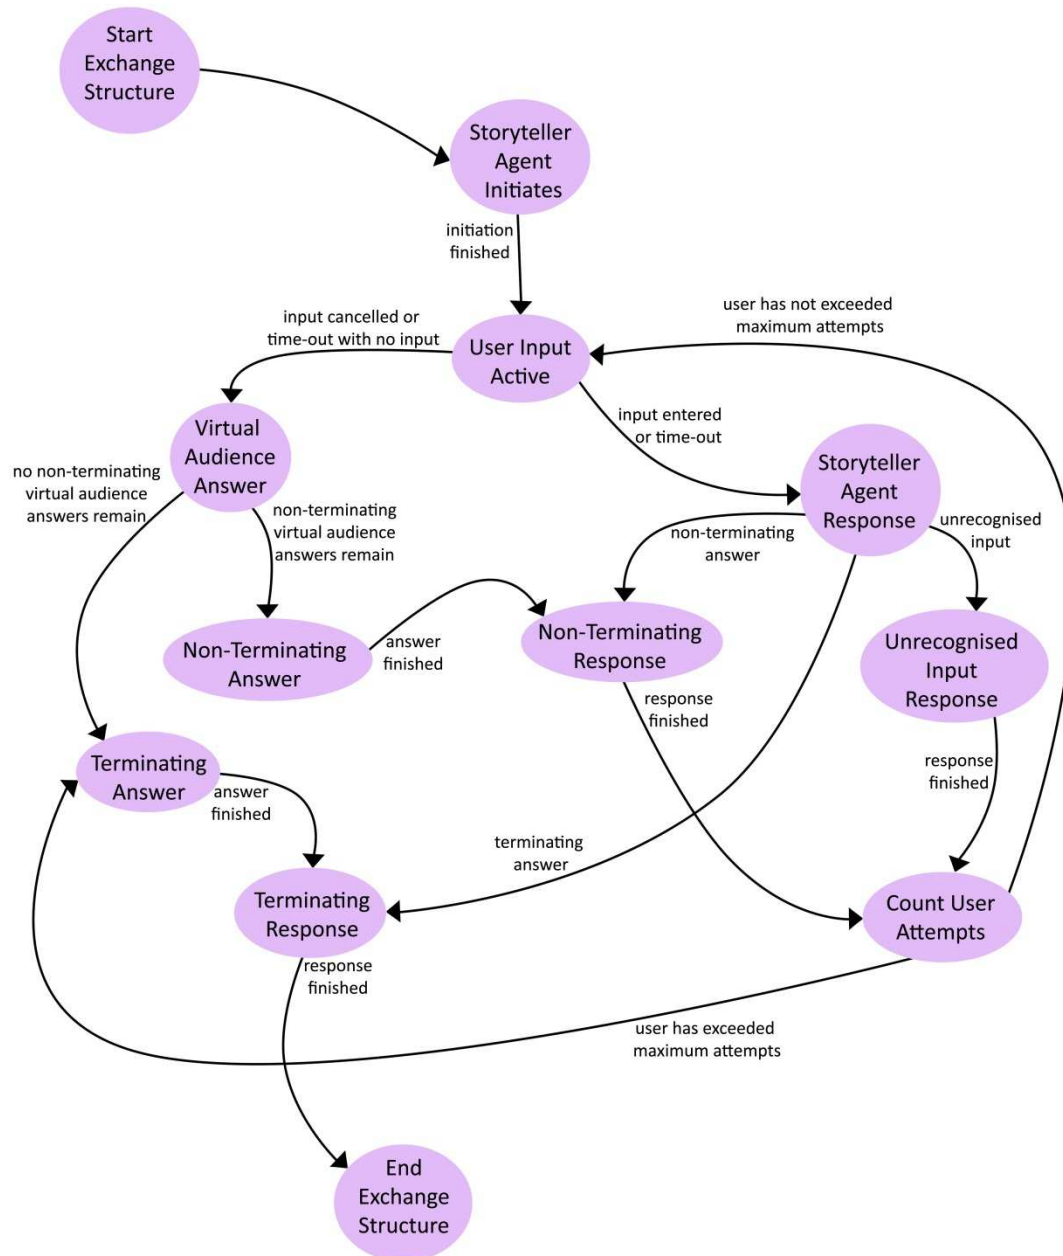 Start
Exchange
Structure
Storyteller
Agent
Initiates
initiation
finished
user has not exceeded
maximum attempts
input cancelled or
time-out with no input
User Input
Active
input entered
or time-out
Virtual
Audience
Answer
Storyteller
Agent
Response
no non-terminating
virtual audience
answers remain
non-terminating
virtual audience
answers remain
non-terminating
answer
unrecognised
input
Non-Terminating
Answer
answer
finished
Non-Terminating
Response
Unrecognised
Input
Response
response
finished
response
finished
Terminating
Answer
answer
finished
terminating
answer
Terminating
Response
Count User
Attempts
response
finished
user has exceeded
maximum attempts
End
Exchange
Structure